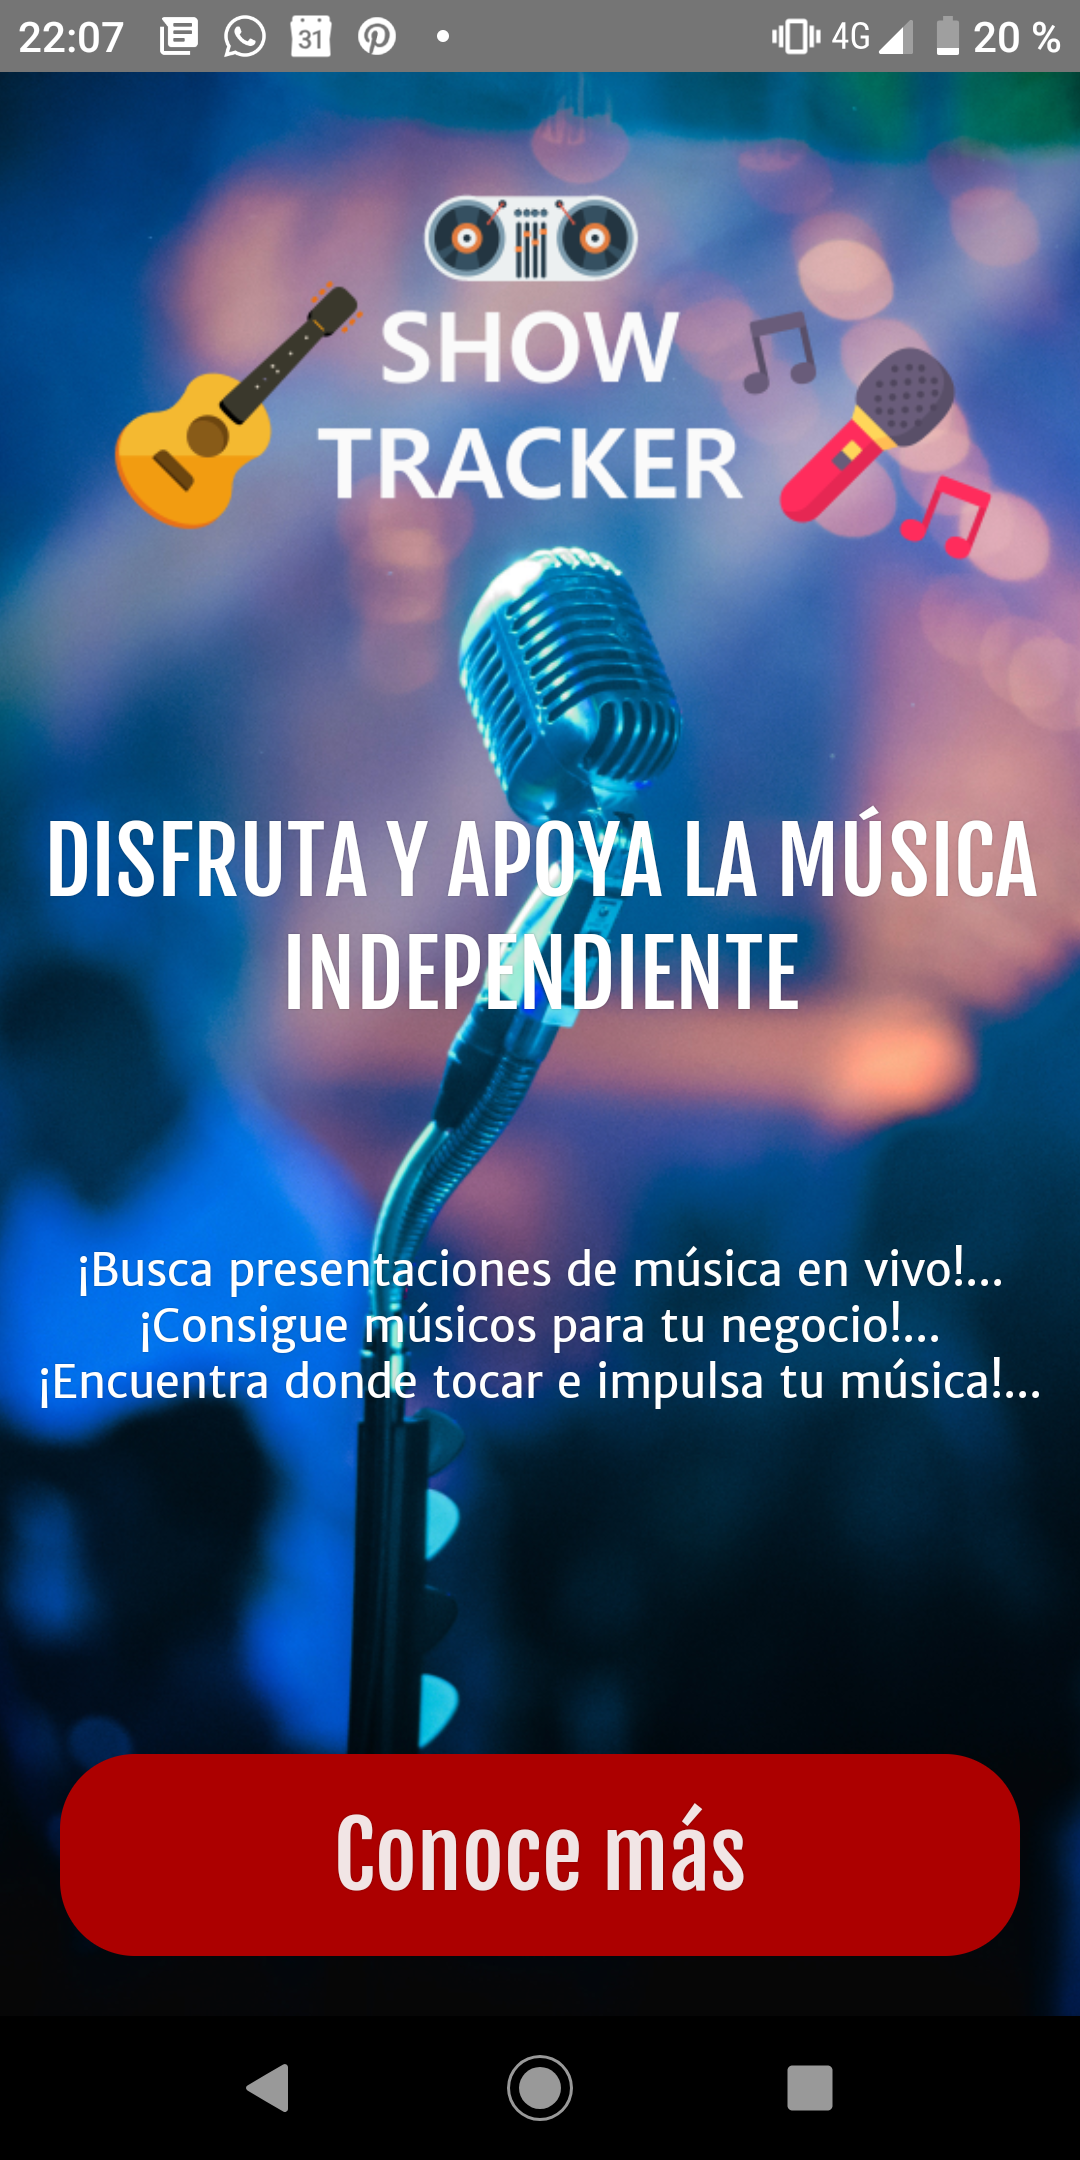 22:07
31
4G
20 %
SHOW
TRACKER
DISFRUTA Y APOYA LA MÚSICA
INDEPENDIENTE
¡Busca presentaciones de música en vivo!...
¡Consigue músicos para tu negocio!...
¡Encuentra donde tocar e impulsa tu música!...
Conoce más